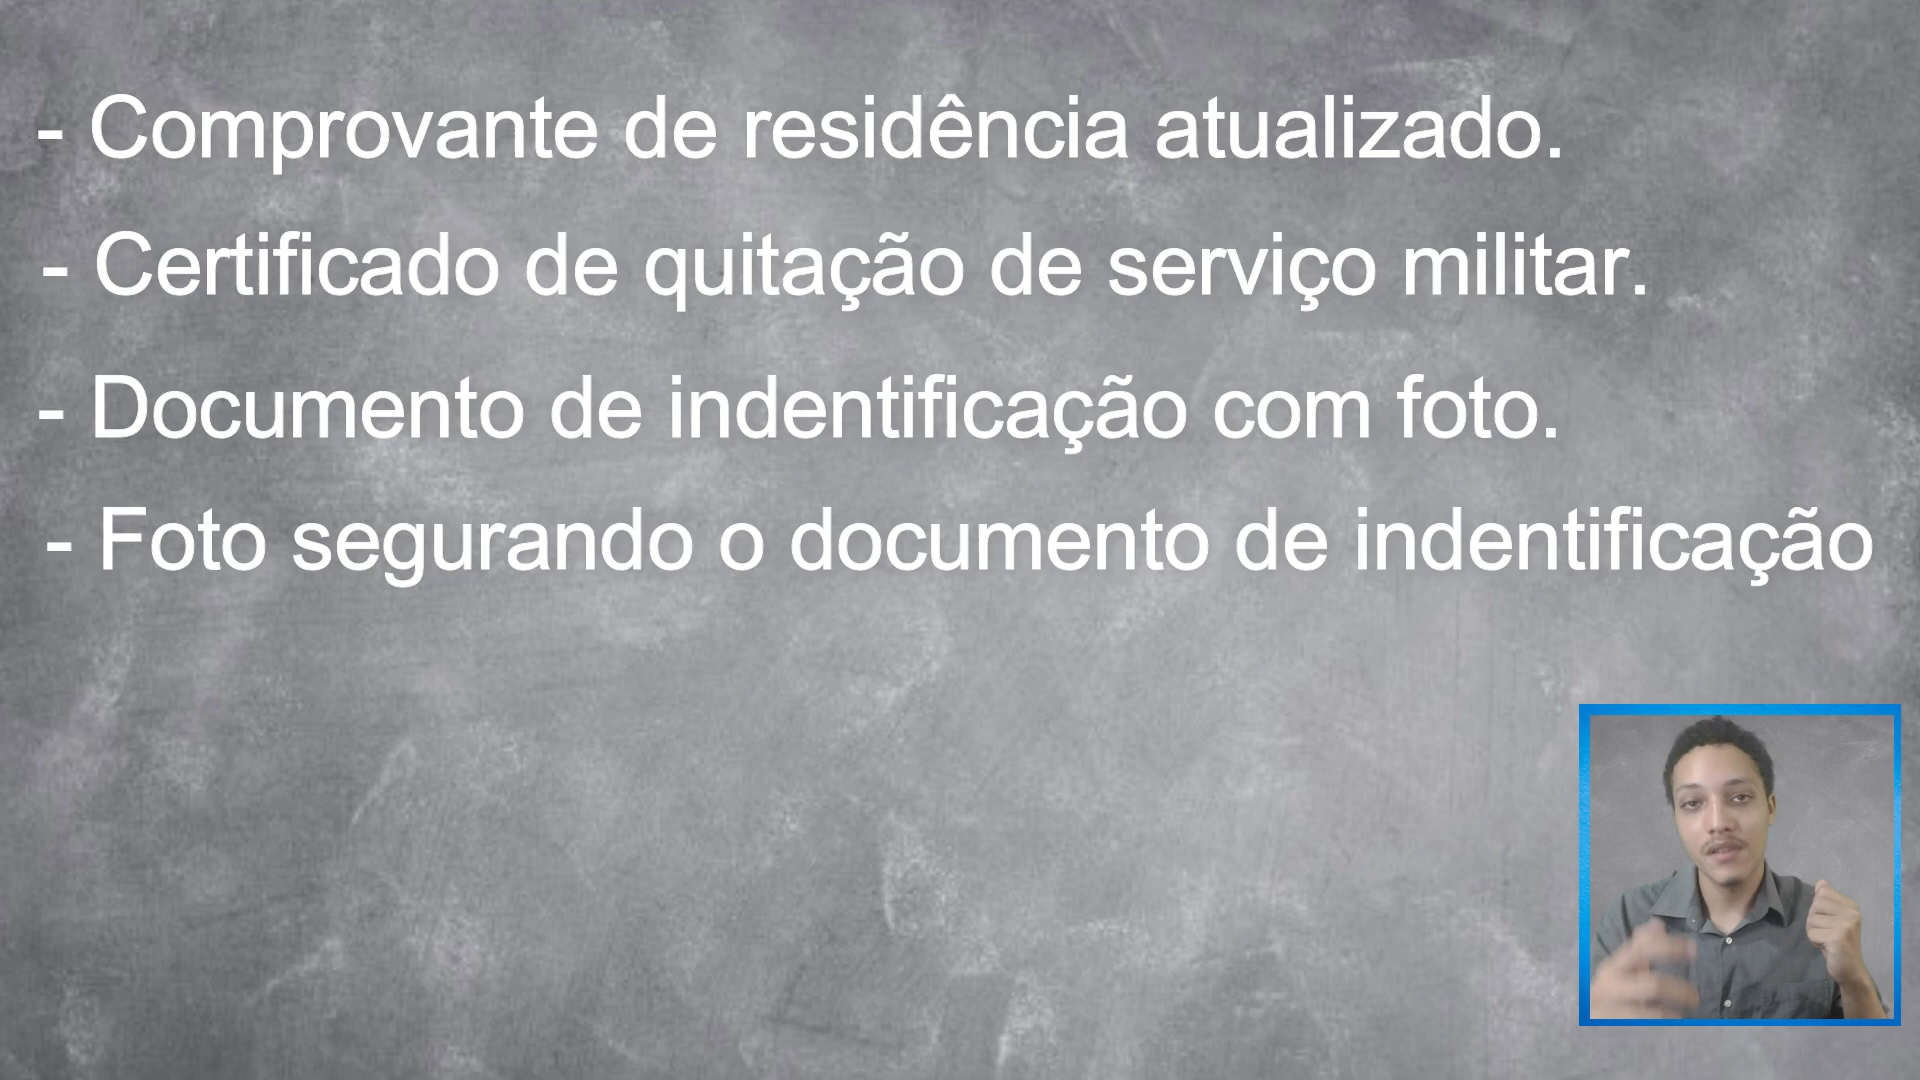 - Comprovante de residência atualizado.
- Certificado de quitação de serviço militar.
- Documento de indentificação com foto.
- Foto segurando o documento de indentificação